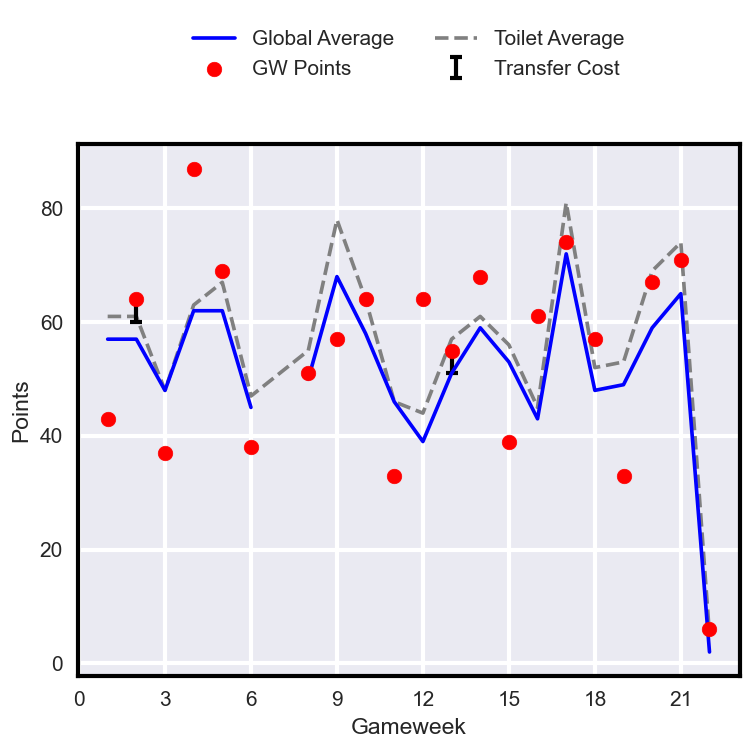 Global Average
Toilet Average
GW Points
Transfer Cost
80
60
40
20
0
Points
0 3 6 9 12 15 18 21
Gameweek